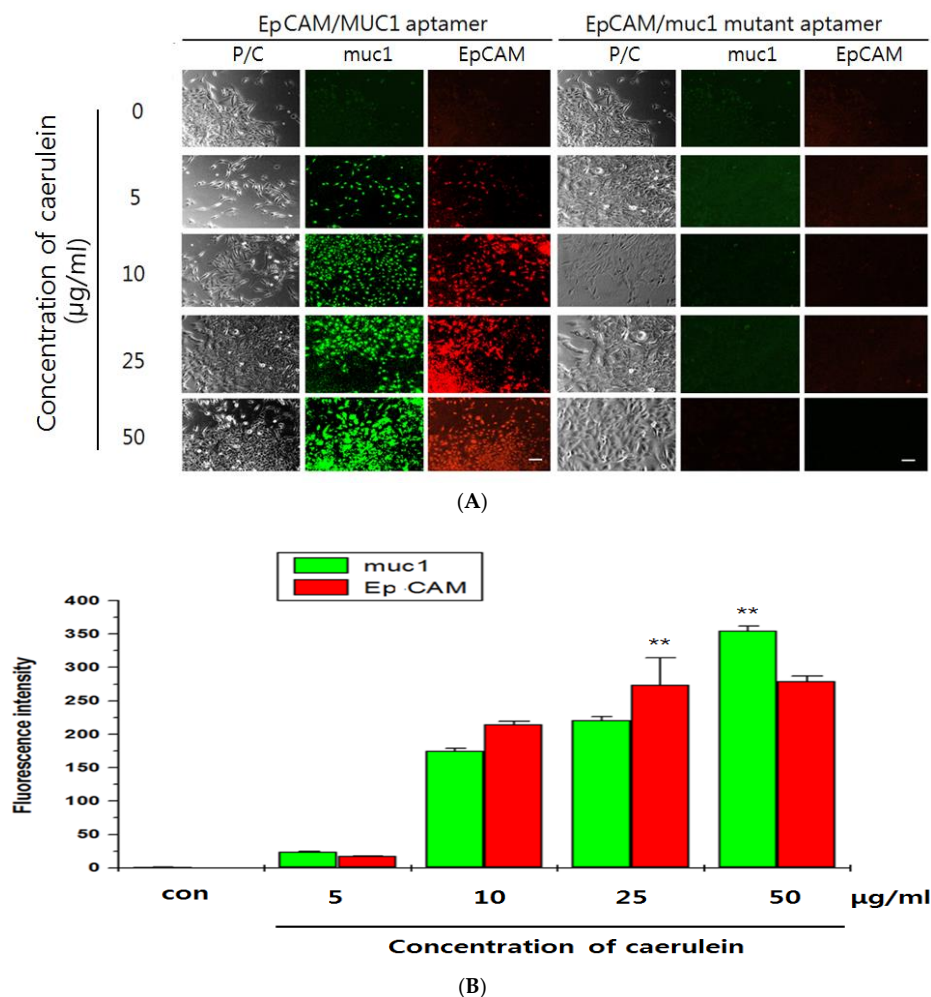 EpCAM/MUC1 aptamer EpCAM/muc1 mutant aptamer
P/C muc1 EpCAM P/C muc1 EpCAM
Concentration of caerulein
(μg/ml)
0
5
10
25
50
(A)
muc1
Ep CAM
Fluorescence intensity
400
350
300
250
200
150
100
50
0
** **
con 5 10 25 50 μg/ml
Concentration of caerulein
(B)